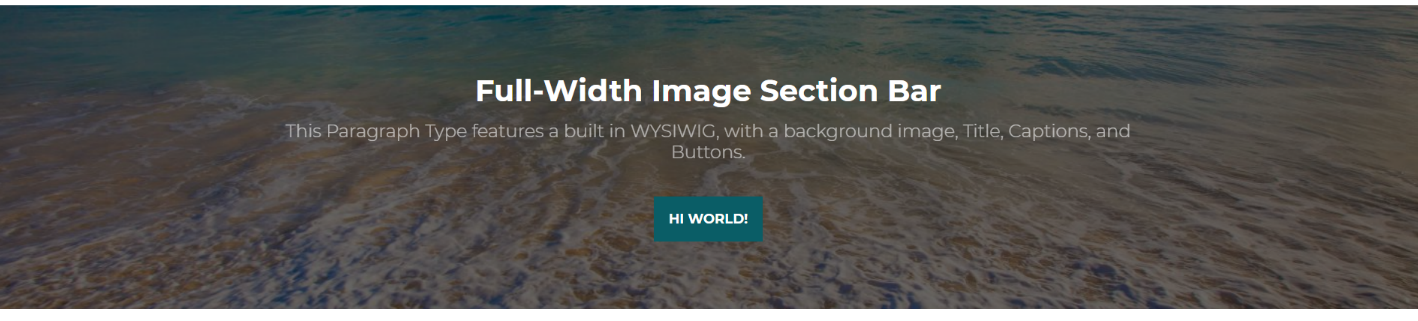 Full-Width Image Section Bar
This Paragraph Type features a built in WYSIWIG, with a background image, Title, Captions, and
Buttons.
HI WORLD!